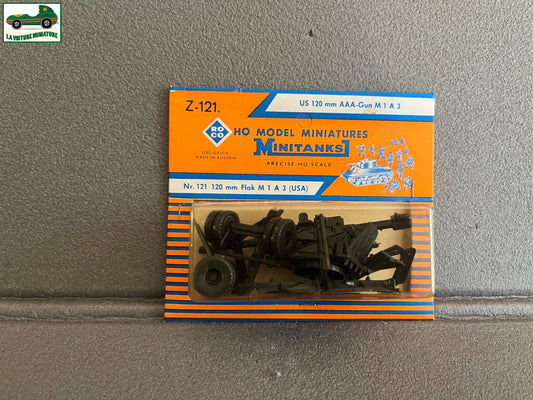 LA VOITURE MINIATURE
Z-121.
US 120 mm AAA-Gun M 1 A 3
ROCO
HO MODEL MINIATURES
MINITANKS
GES. GESCH.
MADE IN AUSTRIA
PRECISE HO-SCALE
Nr. 121 120 mm Flak M 1 A 3 (USA)